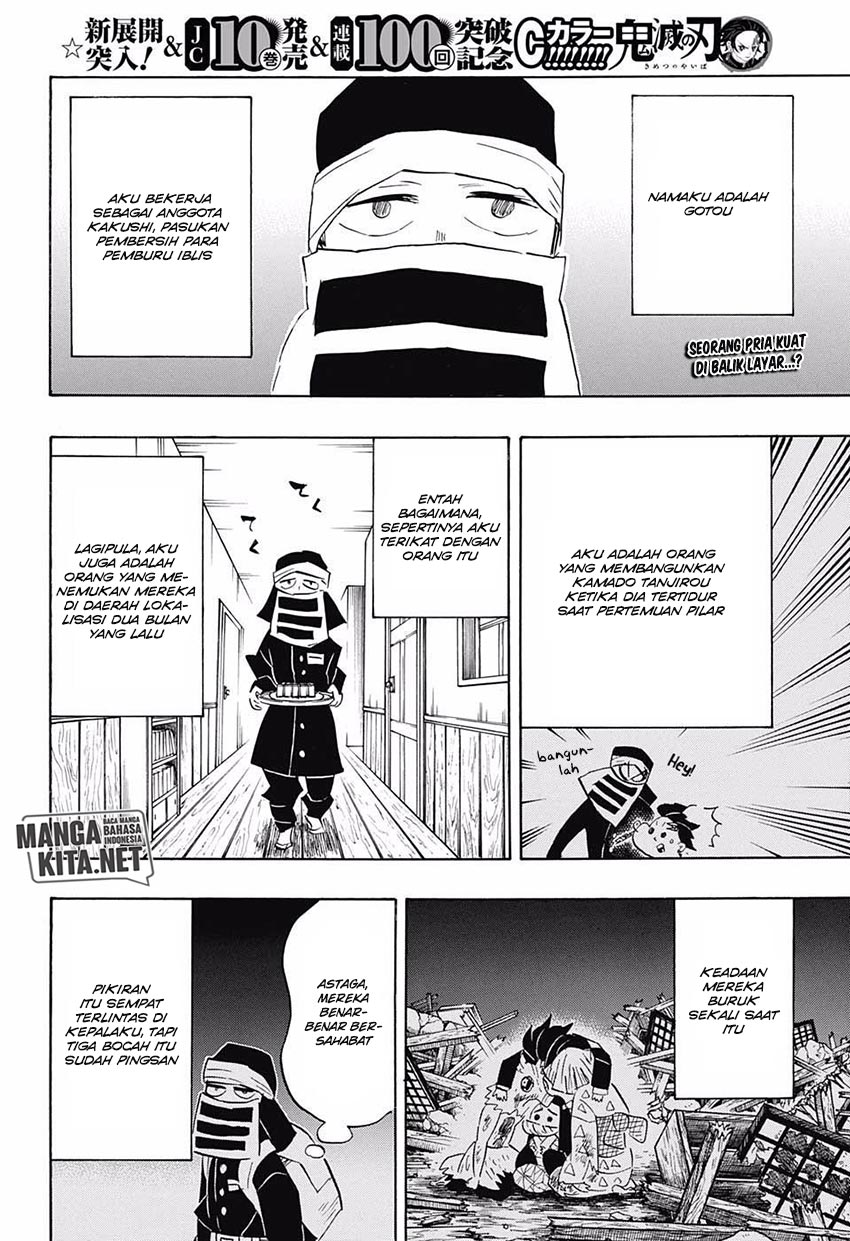 ☆新展開突入!&JC10巻発売&連載100回突破記念Cカラー!!!!!!!! 鬼滅の刃
きめつのやいば
NAMAKU ADALAH
GOTOU
AKU BEKERJA
SEBAGAI ANGGOTA
KAKUSHI, PASUKAN
PEMBERSIH PARA
PEMBURU IBLIS
SEORANG PRIA KUAT
DI BALIK LAYAR...?
AKU ADALAH ORANG
YANG MEMBANGUNKAN
KAMADO TANJIROU
KETIKA DIA TERTIDUR
SAAT PERTEMUAN PILAR
Hey!
bangun-
lah
ENTAH
BAGAIMANA,
SEPERTINYA AKU
TERIKAT DENGAN
ORANG ITU
てく
てく
LAGIPULA, AKU
JUGA ADALAH
ORANG YANG ME-
NEMUKAN MEREKA
DI DAERAH LOKA-
LISASI DUA BULAN
YANG LALU
MANGA
KITA.NET
BACA MANGA
BAHASA
INDONESIA
KEADAAN
MEREKA
BURUK
SEKALI SAAT
ITU
ASTAGA,
MEREKA
BENAR-
BENAR BER-
SAHABAT
PIKIRAN
ITU SEMPAT
TERLINTAS DI
KEPALAKU, TAPI
TIGA BOCAH ITU
SUDAH PINGSAN